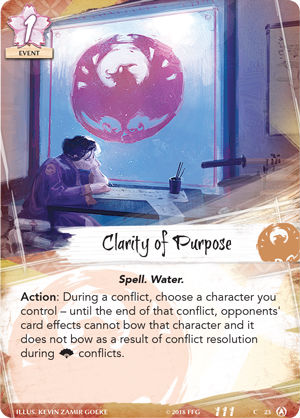 1
EVENT
Clarity of Purpose
Spell. Water.
Action: During a conflict, choose a character you
control – until the end of that conflict, opponents'
card effects cannot bow that character and it
does not bow as a result of conflict resolution
during conflicts.
ILLUS. KEVIN ZAMIR GOEKE © 2018 FFG 111 C 23 A